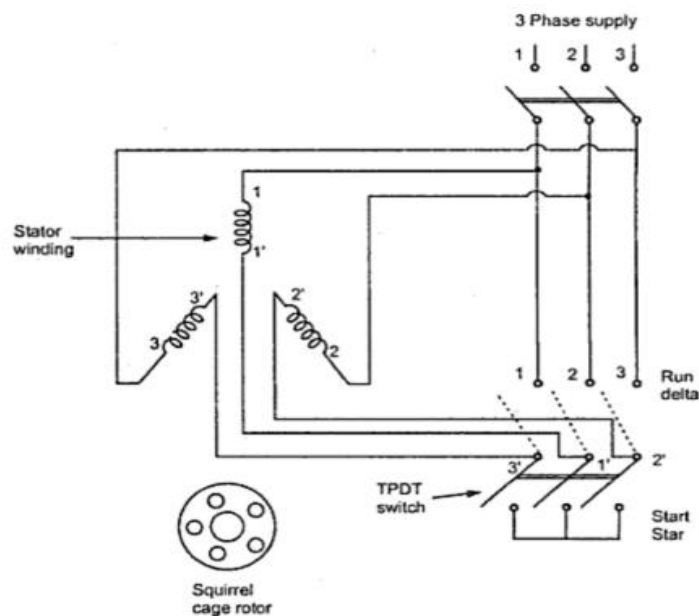 3 Phase supply
1 2 3
1
Stator
winding
1'
3' 2'
3 2
1 2 3
Run
delta
3' 1' 2'
TPDT
switch
Start
Star
Squirrel
cage rotor